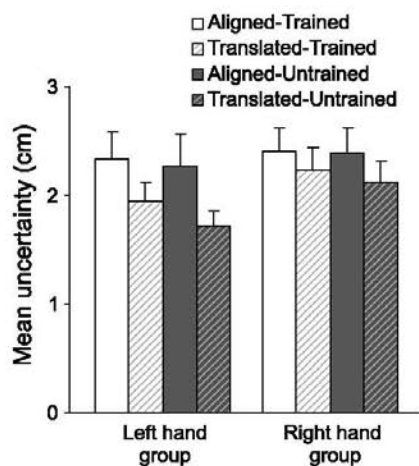 Aligned-Trained
Translated-Trained
Aligned-Untrained
Translated-Untrained
Mean uncertainty (cm)
3
2
1
0
Left hand
group
Right hand
group